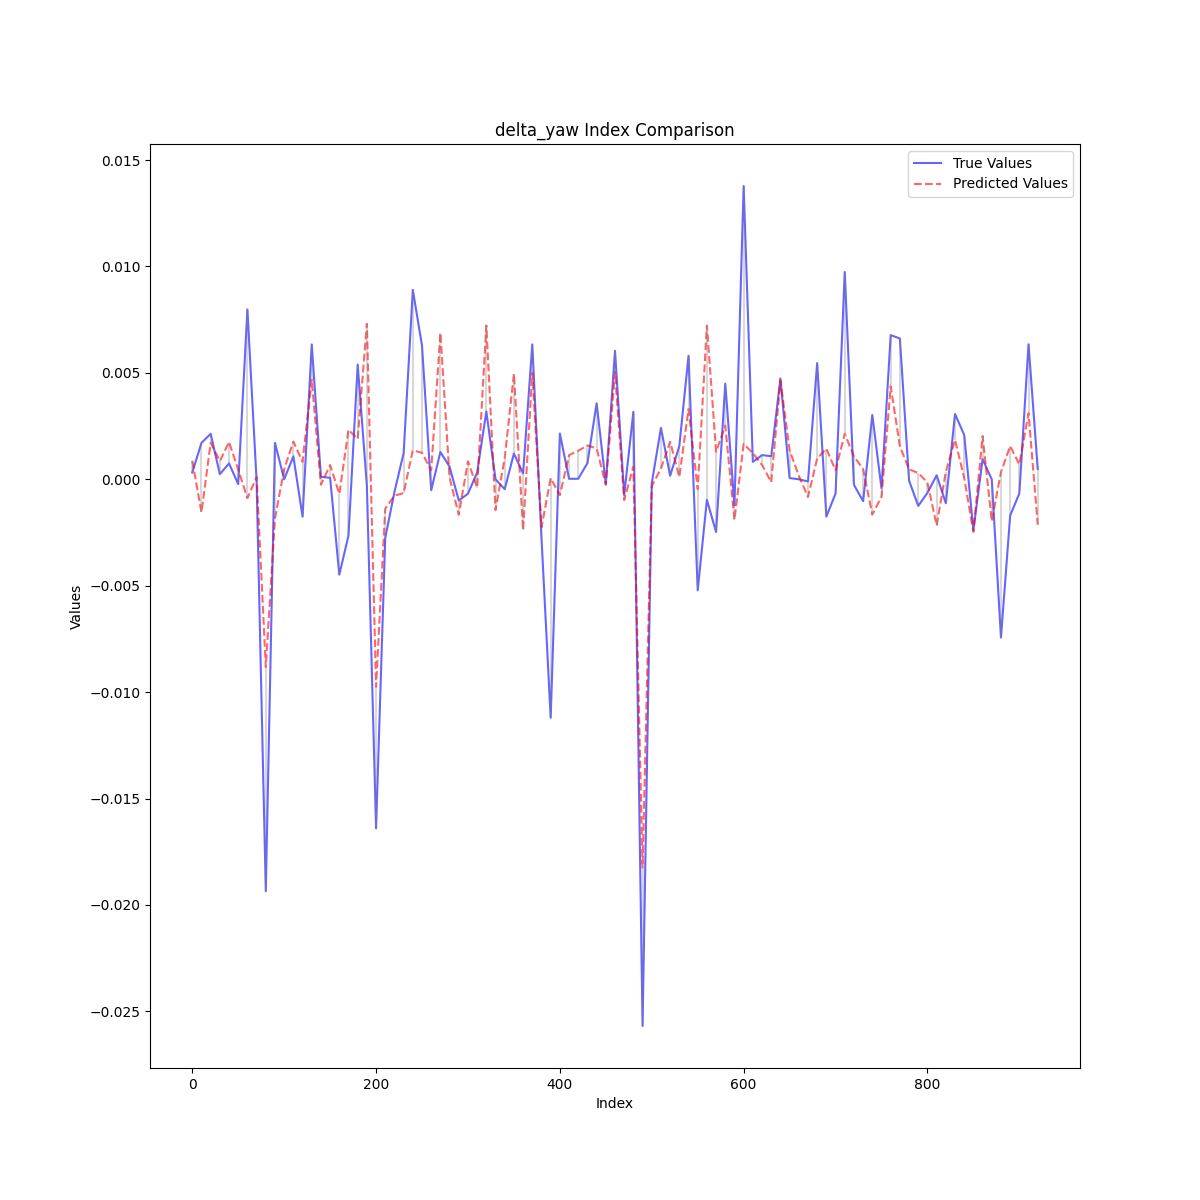 delta_yaw Index Comparison
True Values
Predicted Values
0.015
0.010
0.005
0.000
−0.005
−0.010
−0.015
−0.020
−0.025
Values
0 200 400 600 800
Index